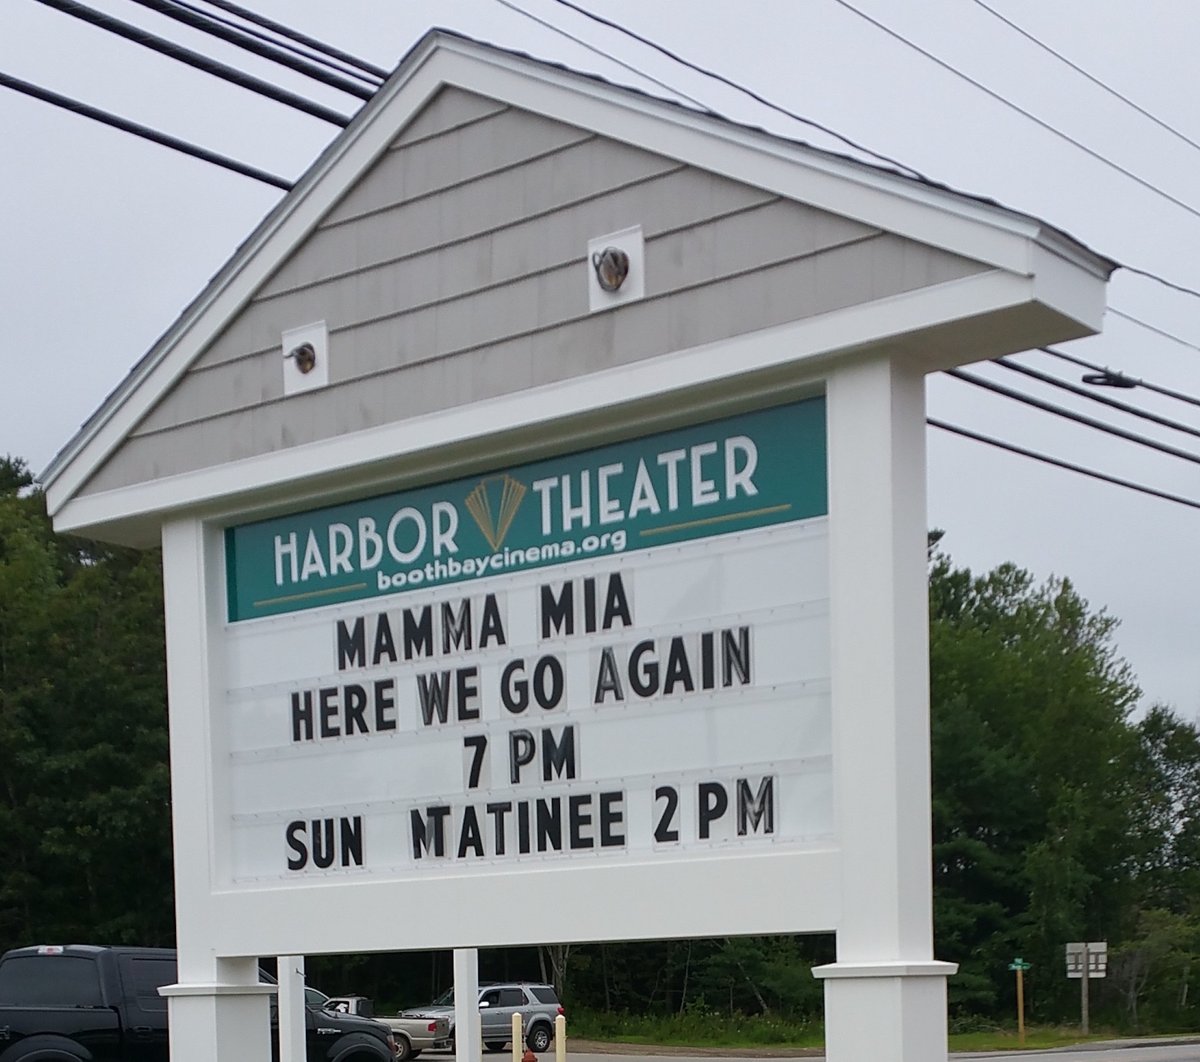 HARBOR THEATER
boothbaycinema.org
MAMMA MIA
HERE WE GO AGAIN
7 PM
SUN MATINEE 2 PM